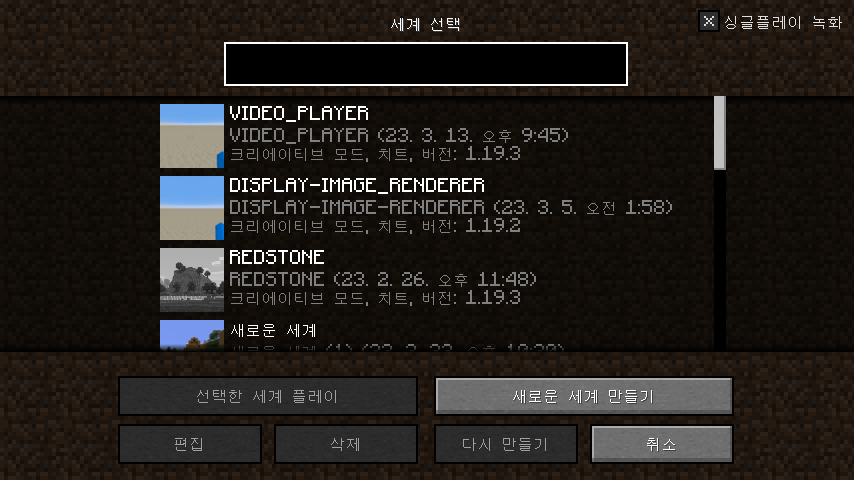 세계 선택
싱글플레이 녹화
VIDEO_PLAYER
VIDEO_PLAYER (23. 3. 13. 오후 9:45)
크리에이티브 모드, 치트, 버전: 1.19.3
DISPLAY-IMAGE_RENDERER
DISPLAY-IMAGE-RENDERER (23. 3. 5. 오전 1:58)
크리에이티브 모드, 치트, 버전: 1.19.2
REDSTONE
REDSTONE (23. 2. 26. 오후 11:48)
크리에이티브 모드, 치트, 버전: 1.19.3
새로운 세계
선택한 세계 플레이
새로운 세계 만들기
편집
삭제
다시 만들기
취소